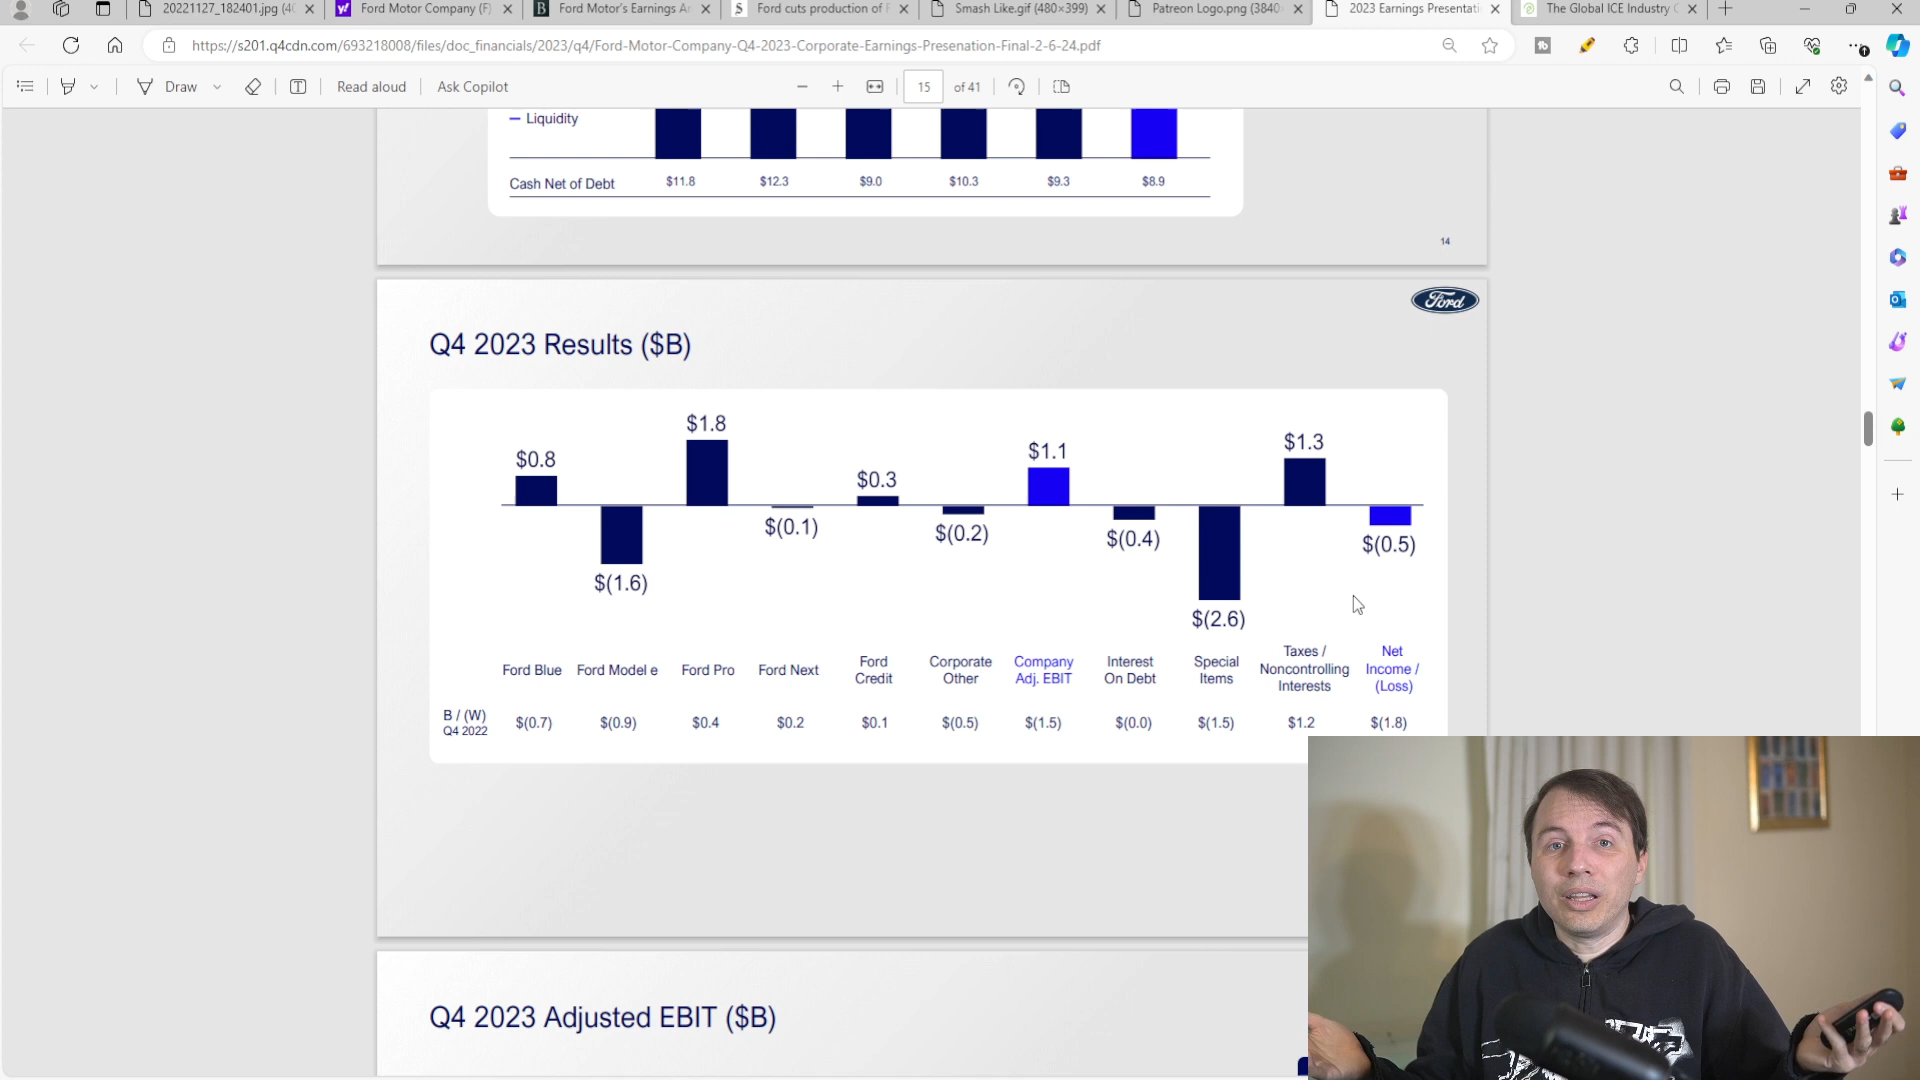 20221127_182401.jpg (4(
Ford Motor Company (F)
Ford Motor's Earnings A
Ford cuts production of F
Smash Like.gif (480×399)
Patreon Logo.png (3840
2023 Earnings Presentati
The Global ICE Industry C
https://s201.q4cdn.com/693218008/files/doc_financials/2023/q4/Ford-Motor-Company-Q4-2023-Corporate-Earnings-Presenation-Final-2-6-24.pdf
Draw
Read aloud
Ask Copilot
15 of 41
Liquidity
Cash Net of Debt $11.8 $12.3 $9.0 $10.3 $9.3 $8.9
14
Ford
Q4 2023 Results ($B)
$0.8 $(1.6) $1.8 $(0.1) $0.3 $(0.2) $1.1 $(0.4) $(2.6) $1.3 $(0.5)
Ford Blue
Ford Model e
Ford Pro
Ford Next
Ford
Credit
Corporate
Other
Company
Adj. EBIT
Interest
On Debt
Special
Items
Taxes /
Noncontrolling
Interests
Net
Income /
(Loss)
B / (W)
Q4 2022
$(0.7) $(0.9) $0.4 $0.2 $0.1 $(0.5) $(1.5) $(0.0) $(1.5) $1.2 $(1.8)
Q4 2023 Adjusted EBIT ($B)